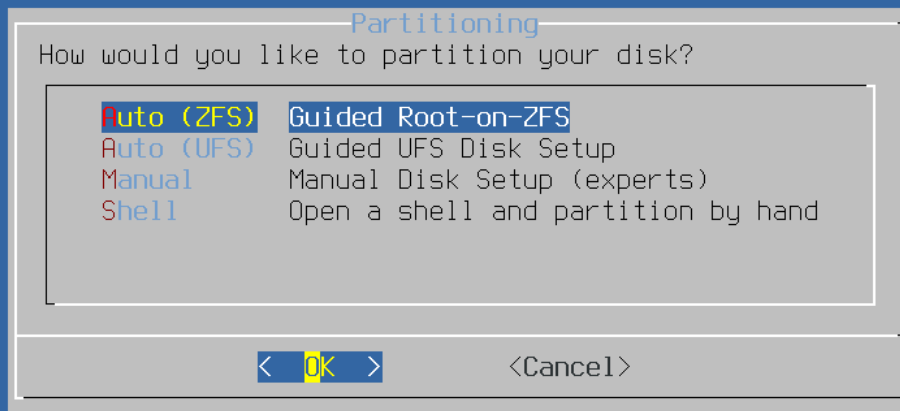 Partitioning
How would you like to partition your disk?
Auto (ZFS) Guided Root-on-ZFS
Auto (UFS) Guided UFS Disk Setup
Manual Manual Disk Setup (experts)
Shell Open a shell and partition by hand
< OK > <Cancel>